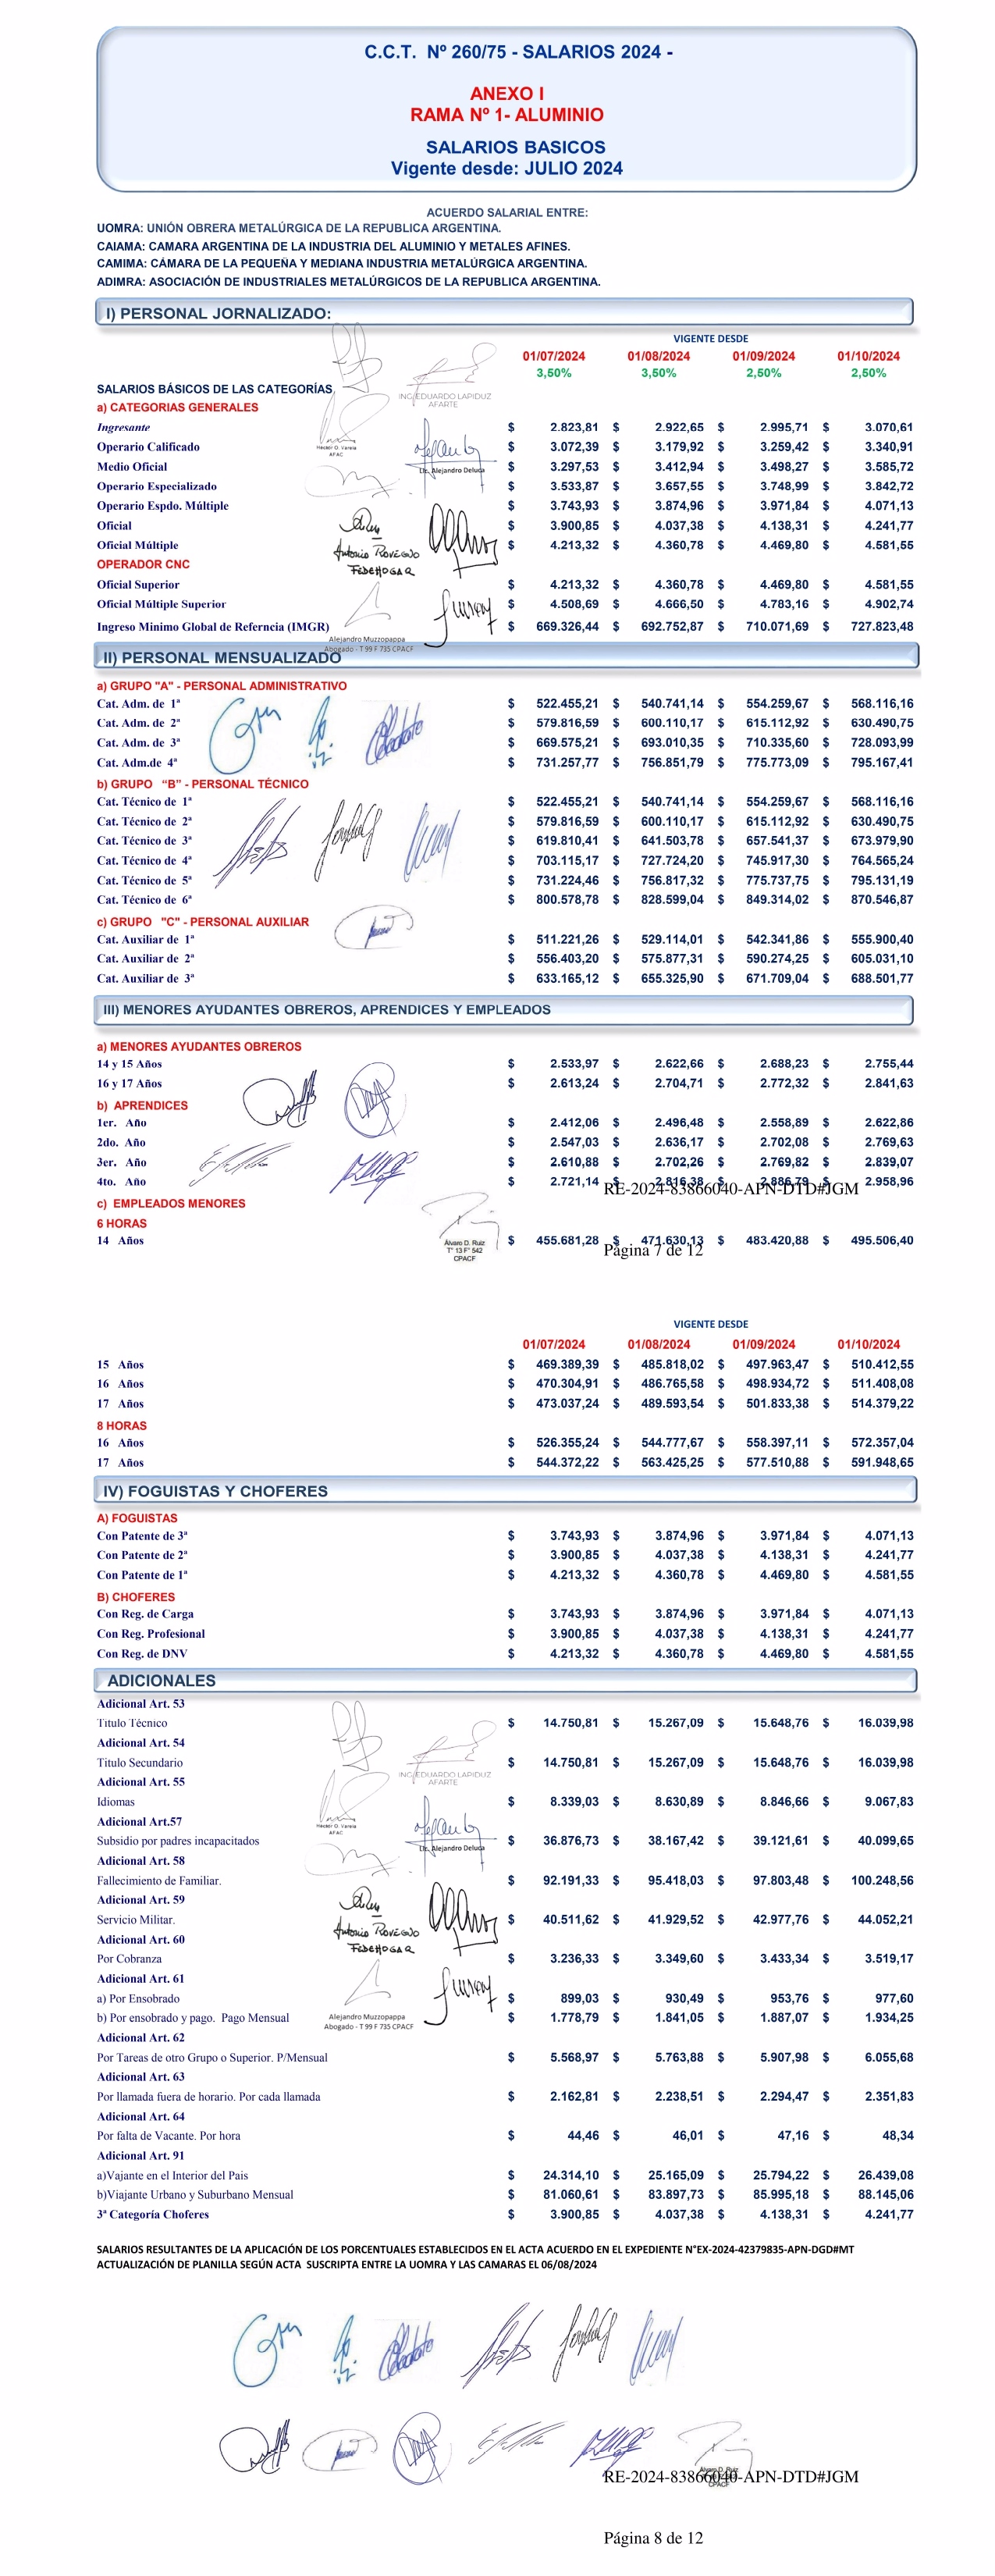 C.C.T. Nº 260/75 - SALARIOS 2024 -
ANEXO I
RAMA Nº 1- ALUMINIO
SALARIOS BASICOS
Vigente desde: JULIO 2024
ACUERDO SALARIAL ENTRE:
UOMRA: UNIÓN OBRERA METALÚRGICA DE LA REPUBLICA ARGENTINA.
CAIAMA: CAMARA ARGENTINA DE LA INDUSTRIA DEL ALUMINIO Y METALES AFINES.
CAMIMA: CÁMARA DE LA PEQUEÑA Y MEDIANA INDUSTRIA METALÚRGICA ARGENTINA.
ADIMRA: ASOCIACIÓN DE INDUSTRIALES METALÚRGICOS DE LA REPUBLICA ARGENTINA.
I) PERSONAL JORNALIZADO:
VIGENTE DESDE
01/07/2024 01/08/2024 01/09/2024 01/10/2024
3,50% 3,50% 2,50% 2,50%
SALARIOS BÁSICOS DE LAS CATEGORÍAS
ING EDUARDO LAPIDUZ
AFARTE
a) CATEGORIAS GENERALES
Ingresante $ 2.823,81 $ 2.922,65 $ 2.995,71 $ 3.070,61
Operario Calificado $ 3.072,39 $ 3.179,92 $ 3.259,42 $ 3.340,91
Héctor O. Varela
AFAC
Medio Oficial $ 3.297,53 $ 3.412,94 $ 3.498,27 $ 3.585,72
Lic. Alejandro Deluca
Operario Especializado $ 3.533,87 $ 3.657,55 $ 3.748,99 $ 3.842,72
Operario Espdo. Múltiple $ 3.743,93 $ 3.874,96 $ 3.971,84 $ 4.071,13
Oficial $ 3.900,85 $ 4.037,38 $ 4.138,31 $ 4.241,77
Oficial Múltiple $ 4.213,32 $ 4.360,78 $ 4.469,80 $ 4.581,55
Antonio Rovegno
FEDEHOGAR
OPERADOR CNC
Oficial Superior $ 4.213,32 $ 4.360,78 $ 4.469,80 $ 4.581,55
Oficial Múltiple Superior $ 4.508,69 $ 4.666,50 $ 4.783,16 $ 4.902,74
Ingreso Minimo Global de Referncia (IMGR) $ 669.326,44 $ 692.752,87 $ 710.071,69 $ 727.823,48
Alejandro Muzzopappa
Abogado - T 99 F 735 CPACF
II) PERSONAL MENSUALIZADO
a) GRUPO "A" - PERSONAL ADMINISTRATIVO
Cat. Adm. de 1ª $ 522.455,21 $ 540.741,14 $ 554.259,67 $ 568.116,16
Cat. Adm. de 2ª $ 579.816,59 $ 600.110,17 $ 615.112,92 $ 630.490,75
Cat. Adm. de 3ª $ 669.575,21 $ 693.010,35 $ 710.335,60 $ 728.093,99
Cat. Adm.de 4ª $ 731.257,77 $ 756.851,79 $ 775.773,09 $ 795.167,41
b) GRUPO “B” - PERSONAL TÉCNICO
Cat. Técnico de 1ª $ 522.455,21 $ 540.741,14 $ 554.259,67 $ 568.116,16
Cat. Técnico de 2ª $ 579.816,59 $ 600.110,17 $ 615.112,92 $ 630.490,75
Cat. Técnico de 3ª $ 619.810,41 $ 641.503,78 $ 657.541,37 $ 673.979,90
Cat. Técnico de 4ª $ 703.115,17 $ 727.724,20 $ 745.917,30 $ 764.565,24
Cat. Técnico de 5ª $ 731.224,46 $ 756.817,32 $ 775.737,75 $ 795.131,19
Cat. Técnico de 6ª $ 800.578,78 $ 828.599,04 $ 849.314,02 $ 870.546,87
c) GRUPO "C" - PERSONAL AUXILIAR
Cat. Auxiliar de 1ª $ 511.221,26 $ 529.114,01 $ 542.341,86 $ 555.900,40
Cat. Auxiliar de 2ª $ 556.403,20 $ 575.877,31 $ 590.274,25 $ 605.031,10
Cat. Auxiliar de 3ª $ 633.165,12 $ 655.325,90 $ 671.709,04 $ 688.501,77
III) MENORES AYUDANTES OBREROS, APRENDICES Y EMPLEADOS
a) MENORES AYUDANTES OBREROS
14 y 15 Años $ 2.533,97 $ 2.622,66 $ 2.688,23 $ 2.755,44
16 y 17 Años $ 2.613,24 $ 2.704,71 $ 2.772,32 $ 2.841,63
b) APRENDICES
1er. Año $ 2.412,06 $ 2.496,48 $ 2.558,89 $ 2.622,86
2do. Año $ 2.547,03 $ 2.636,17 $ 2.702,08 $ 2.769,63
3er. Año $ 2.610,88 $ 2.702,26 $ 2.769,82 $ 2.839,07
4to. Año $ 2.721,14 $ 2.816,38 $ 2.886,79 $ 2.958,96
RE-2024-83866040-APN-DTD#JGM
c) EMPLEADOS MENORES
6 HORAS
14 Años $ 455.681,28 $ 471.630,13 $ 483.420,88 $ 495.506,40
Álvaro D. Ruiz
T° 13 F° 542
CPACF
Página 7 de 12
VIGENTE DESDE
01/07/2024 01/08/2024 01/09/2024 01/10/2024
15 Años $ 469.389,39 $ 485.818,02 $ 497.963,47 $ 510.412,55
16 Años $ 470.304,91 $ 486.765,58 $ 498.934,72 $ 511.408,08
17 Años $ 473.037,24 $ 489.593,54 $ 501.833,38 $ 514.379,22
8 HORAS
16 Años $ 526.355,24 $ 544.777,67 $ 558.397,11 $ 572.357,04
17 Años $ 544.372,22 $ 563.425,25 $ 577.510,88 $ 591.948,65
IV) FOGUISTAS Y CHOFERES
A) FOGUISTAS
Con Patente de 3ª $ 3.743,93 $ 3.874,96 $ 3.971,84 $ 4.071,13
Con Patente de 2ª $ 3.900,85 $ 4.037,38 $ 4.138,31 $ 4.241,77
Con Patente de 1ª $ 4.213,32 $ 4.360,78 $ 4.469,80 $ 4.581,55
B) CHOFERES
Con Reg. de Carga $ 3.743,93 $ 3.874,96 $ 3.971,84 $ 4.071,13
Con Reg. Profesional $ 3.900,85 $ 4.037,38 $ 4.138,31 $ 4.241,77
Con Reg. de DNV $ 4.213,32 $ 4.360,78 $ 4.469,80 $ 4.581,55
ADICIONALES
Adicional Art. 53
Titulo Técnico $ 14.750,81 $ 15.267,09 $ 15.648,76 $ 16.039,98
Adicional Art. 54
Titulo Secundario $ 14.750,81 $ 15.267,09 $ 15.648,76 $ 16.039,98
ING EDUARDO LAPIDUZ
AFARTE
Adicional Art. 55
Idiomas $ 8.339,03 $ 8.630,89 $ 8.846,66 $ 9.067,83
Adicional Art.57
Héctor O. Varela
AFAC
Subsidio por padres incapacitados $ 36.876,73 $ 38.167,42 $ 39.121,61 $ 40.099,65
Lic. Alejandro Deluca
Adicional Art. 58
Fallecimiento de Familiar. $ 92.191,33 $ 95.418,03 $ 97.803,48 $ 100.248,56
Adicional Art. 59
Servicio Militar. $ 40.511,62 $ 41.929,52 $ 42.977,76 $ 44.052,21
Antonio Rovegno
FEDEHOGAR
Adicional Art. 60
Por Cobranza $ 3.236,33 $ 3.349,60 $ 3.433,34 $ 3.519,17
Adicional Art. 61
a) Por Ensobrado $ 899,03 $ 930,49 $ 953,76 $ 977,60
b) Por ensobrado y pago. Pago Mensual $ 1.778,79 $ 1.841,05 $ 1.887,07 $ 1.934,25
Alejandro Muzzopappa
Abogado - T 99 F 735 CPACF
Adicional Art. 62
Por Tareas de otro Grupo o Superior. P/Mensual $ 5.568,97 $ 5.763,88 $ 5.907,98 $ 6.055,68
Adicional Art. 63
Por llamada fuera de horario. Por cada llamada $ 2.162,81 $ 2.238,51 $ 2.294,47 $ 2.351,83
Adicional Art. 64
Por falta de Vacante. Por hora $ 44,46 $ 46,01 $ 47,16 $ 48,34
Adicional Art. 91
a)Vajante en el Interior del Pais $ 24.314,10 $ 25.165,09 $ 25.794,22 $ 26.439,08
b)Viajante Urbano y Suburbano Mensual $ 81.060,61 $ 83.897,73 $ 85.995,18 $ 88.145,06
3ª Categoría Choferes $ 3.900,85 $ 4.037,38 $ 4.138,31 $ 4.241,77
SALARIOS RESULTANTES DE LA APLICACIÓN DE LOS PORCENTUALES ESTABLECIDOS EN EL ACTA ACUERDO EN EL EXPEDIENTE N°EX-2024-42379835-APN-DGD#MT
ACTUALIZACIÓN DE PLANILLA SEGÚN ACTA SUSCRIPTA ENTRE LA UOMRA Y LAS CAMARAS EL 06/08/2024
Álvaro D. Ruiz
CPACF
RE-2024-83866040-APN-DTD#JGM
Página 8 de 12